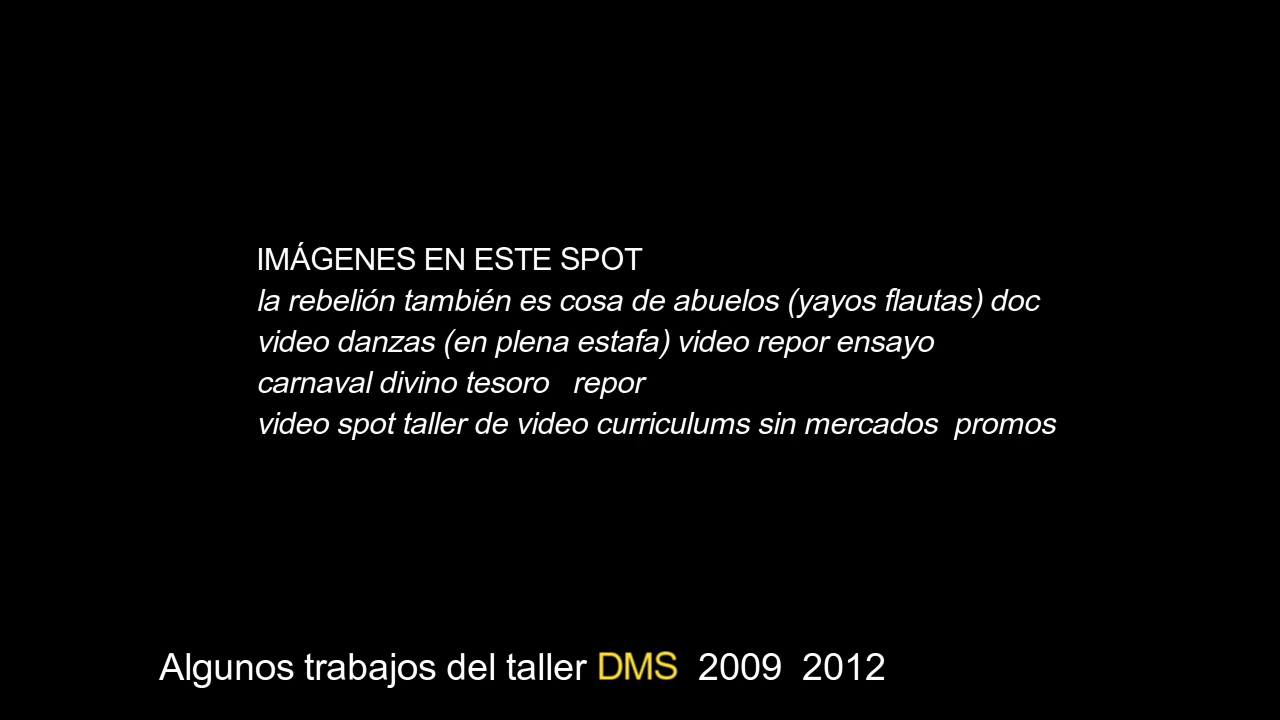 IMÁGENES EN ESTE SPOT
la rebelión también es cosa de abuelos (yayos flautas) doc
video danzas (en plena estafa) video repor ensayo
carnaval divino tesoro   repor
video spot taller de video curriculums sin mercados  promos
Algunos trabajos del taller DMS  2009  2012